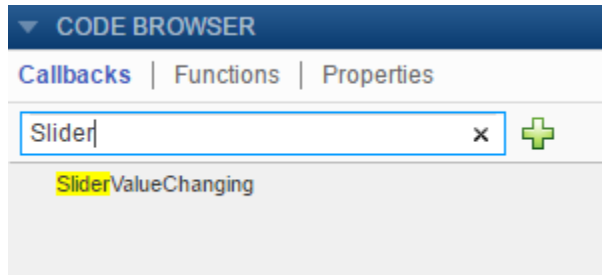 CODE BROWSER
Callbacks | Functions | Properties
Slider
SliderValueChanging